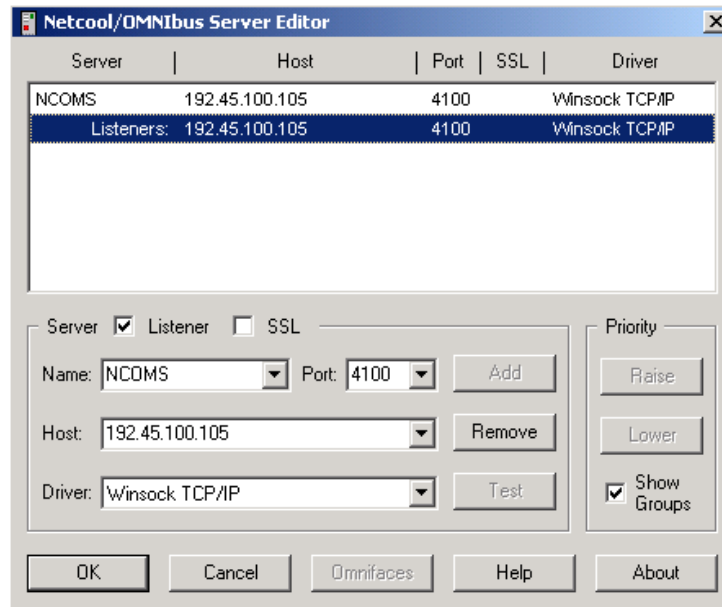 Netcool/OMNIbus Server Editor
Server | Host | Port | SSL | Driver
NCOMS 192.45.100.105 4100 Winsock TCP/IP
Listeners: 192.45.100.105 4100 Winsock TCP/IP
Server Listener SSL Priority
Name: NCOMS Port: 4100 Add Raise
Host: 192.45.100.105 Remove Lower
Driver: Winsock TCP/IP Test Show
Groups
OK Cancel Omnifaces Help About